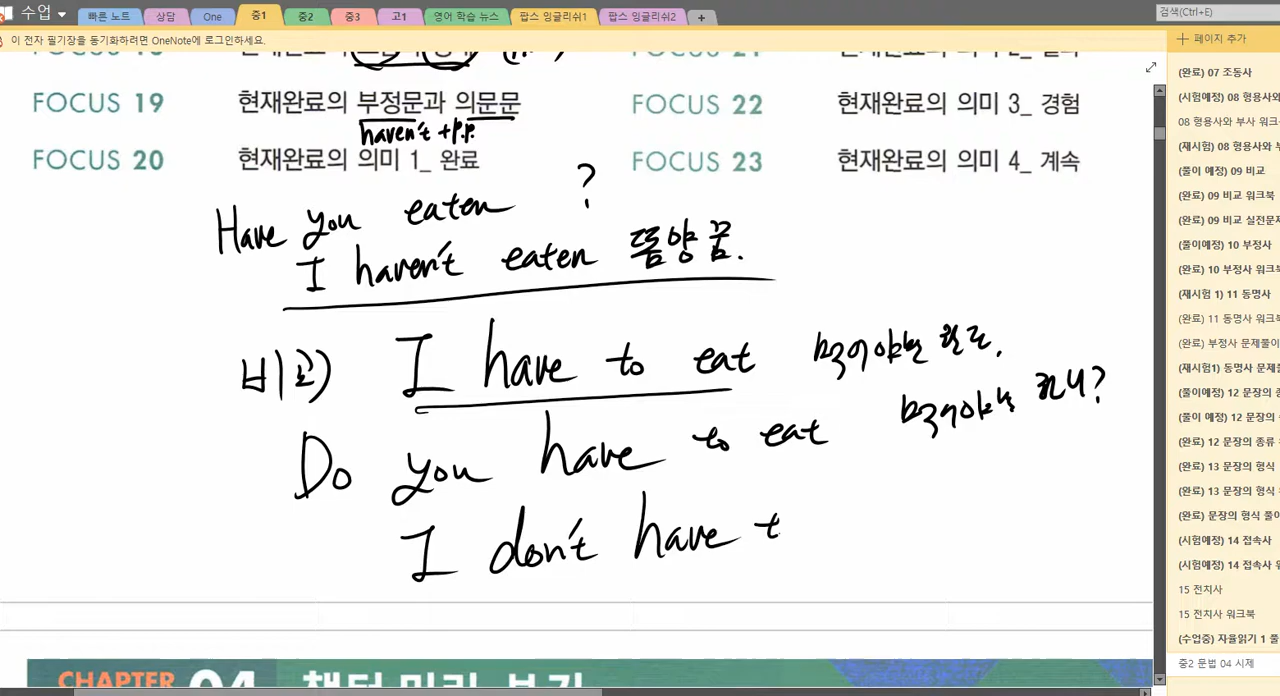 수업
빠른 노트 상담 One 중1 중2 중3 고1 영어 학습 뉴스 팝스 잉글리쉬1 팝스 잉글리쉬2 +
검색(Ctrl+E)
이 전자 필기장을 동기화하려면 OneNote에 로그인하세요.
페이지 추가
FOCUS 19 현재완료의 부정문과 의문문
haven't + p.p.
FOCUS 22 현재완료의 의미 3_ 경험
FOCUS 20 현재완료의 의미 1_ 완료
FOCUS 23 현재완료의 의미 4_ 계속
Have you eaten ?
I haven't eaten 똠양꿈.
비교) I have to eat 먹어야만 한다.
Do you have to eat 먹어야만 하니?
I don't have t
CHAPTER 04 챕터 미리 보기
(완료) 07 조동사
(시험예정) 08 형용사와
08 형용사와 부사 워크
(재시험) 08 형용사와 부
(풀이 예정) 09 비교
(완료) 09 비교 워크북
(완료) 09 비교 실전문제
(풀이예정) 10 부정사
(완료) 10 부정사 워크북
(재시험 1) 11 동명사
(완료) 11 동명사 워크북
(완료) 부정사 문제풀이
(재시험1) 동명사 문제
(풀이예정) 12 문장의 종
(풀이 예정) 12 문장의
(완료) 12 문장의 종류
(완료) 13 문장의 형식
(완료) 13 문장의 형식
(완료) 문장의 형식 풀이
(시험예정) 14 접속사
(시험예정) 14 접속사 워
15 전치사
15 전치사 워크북
(수업중) 자율읽기 1 풀
중2 문법 04 시제